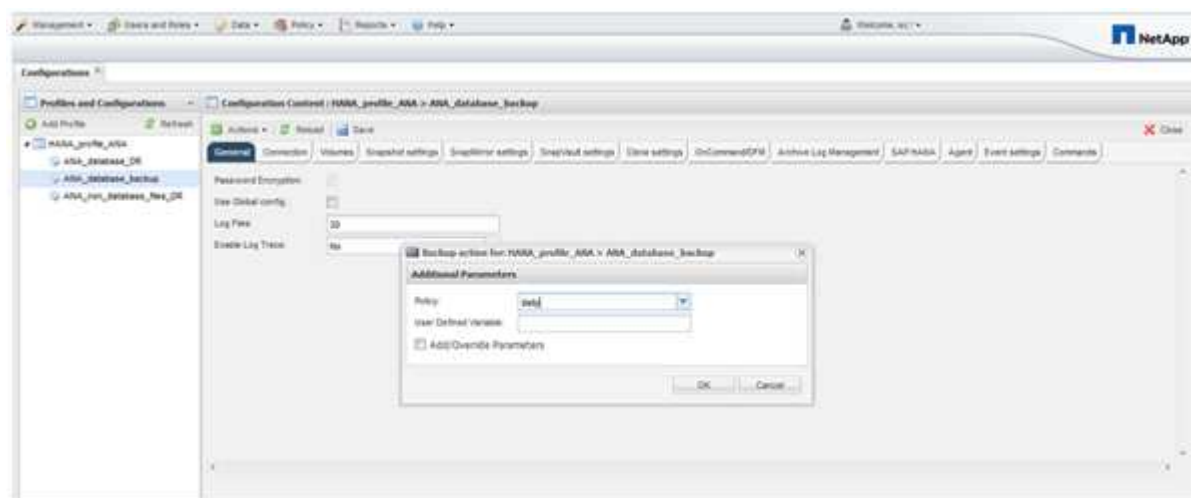 Management Users and Roles Data Policy Reports Help Welcome,
NetApp
Configurations
Profiles and Configurations Configuration Content : HANA_profile_ANA > ANA_database_backup
Add Profile Refresh Actions Reload Save Close
HANA_profile_ANA General Connection Volumes Snapshot settings SnapMirror settings SnapVault settings Clone settings OnCommand/DFM Archive Log Management SAP HANA Agent Event settings Commands
ANA_database_DR
ANA_database_backup Password Encryption:
ANA_non_database_files_DR Use Global config:
Log Files: 30
Enable Log Trace: No
Backup action for: HANA_profile_ANA > ANA_database_backup
Additional Parameters
Policy: daily
User Defined Variable:
Add/Override Parameters
OK Cancel